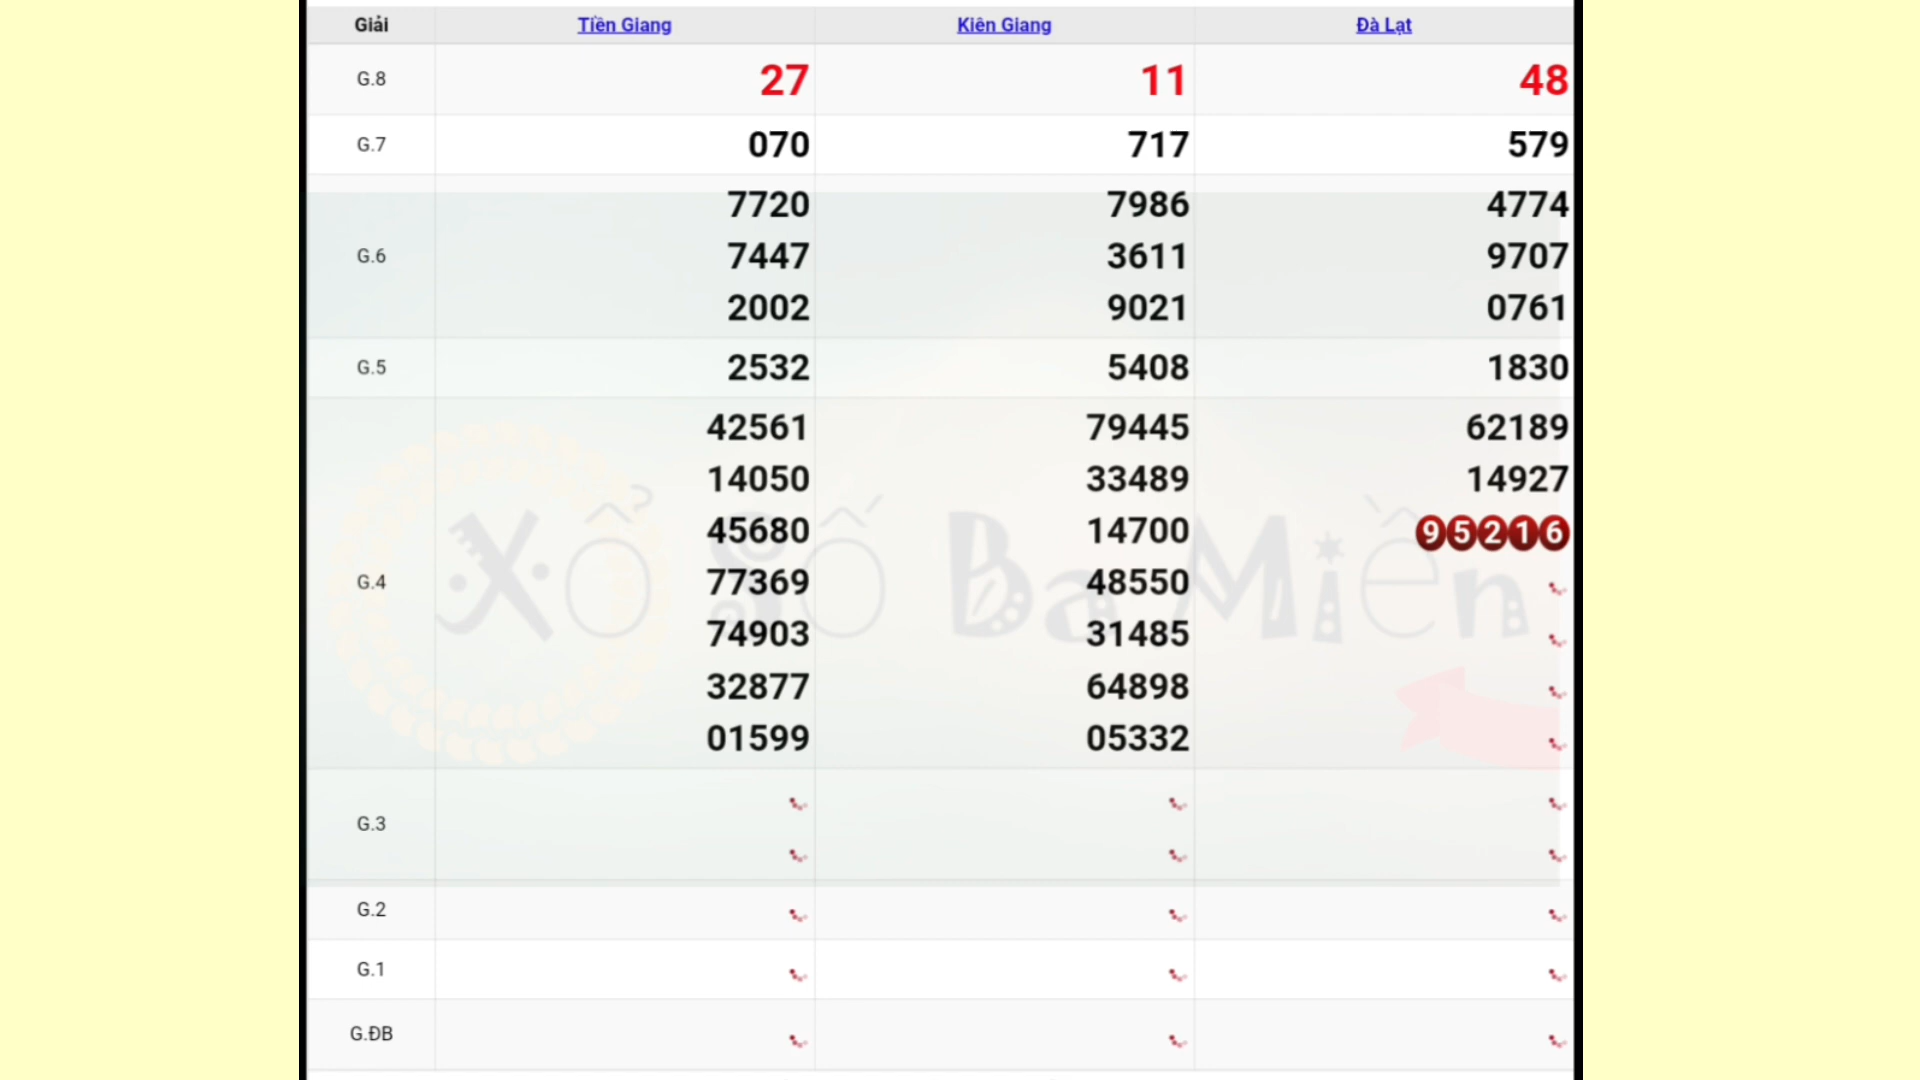 Giải Tiền Giang Kiên Giang Đà Lạt
G.8 27 11 48
G.7 070 717 579
7720 7986 4774
G.6 7447 3611 9707
2002 9021 0761
G.5 2532 5408 1830
42561 79445 62189
14050 33489 14927
45680 14700 95216
G.4 77369 48550
74903 31485
32877 64898
01599 05332
Xổ Số Ba Miền
G.3
G.2
G.1
G.ĐB